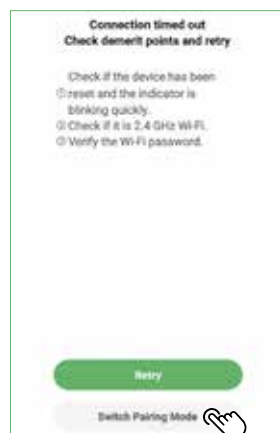 Connection timed out
Check demerit points and retry
Check if the device has been
① reset and the indicator is
blinking quickly.
② Check if it is 2.4 GHz Wi-Fi.
③ Verify the Wi-Fi password.
Retry
Switch Pairing Mode